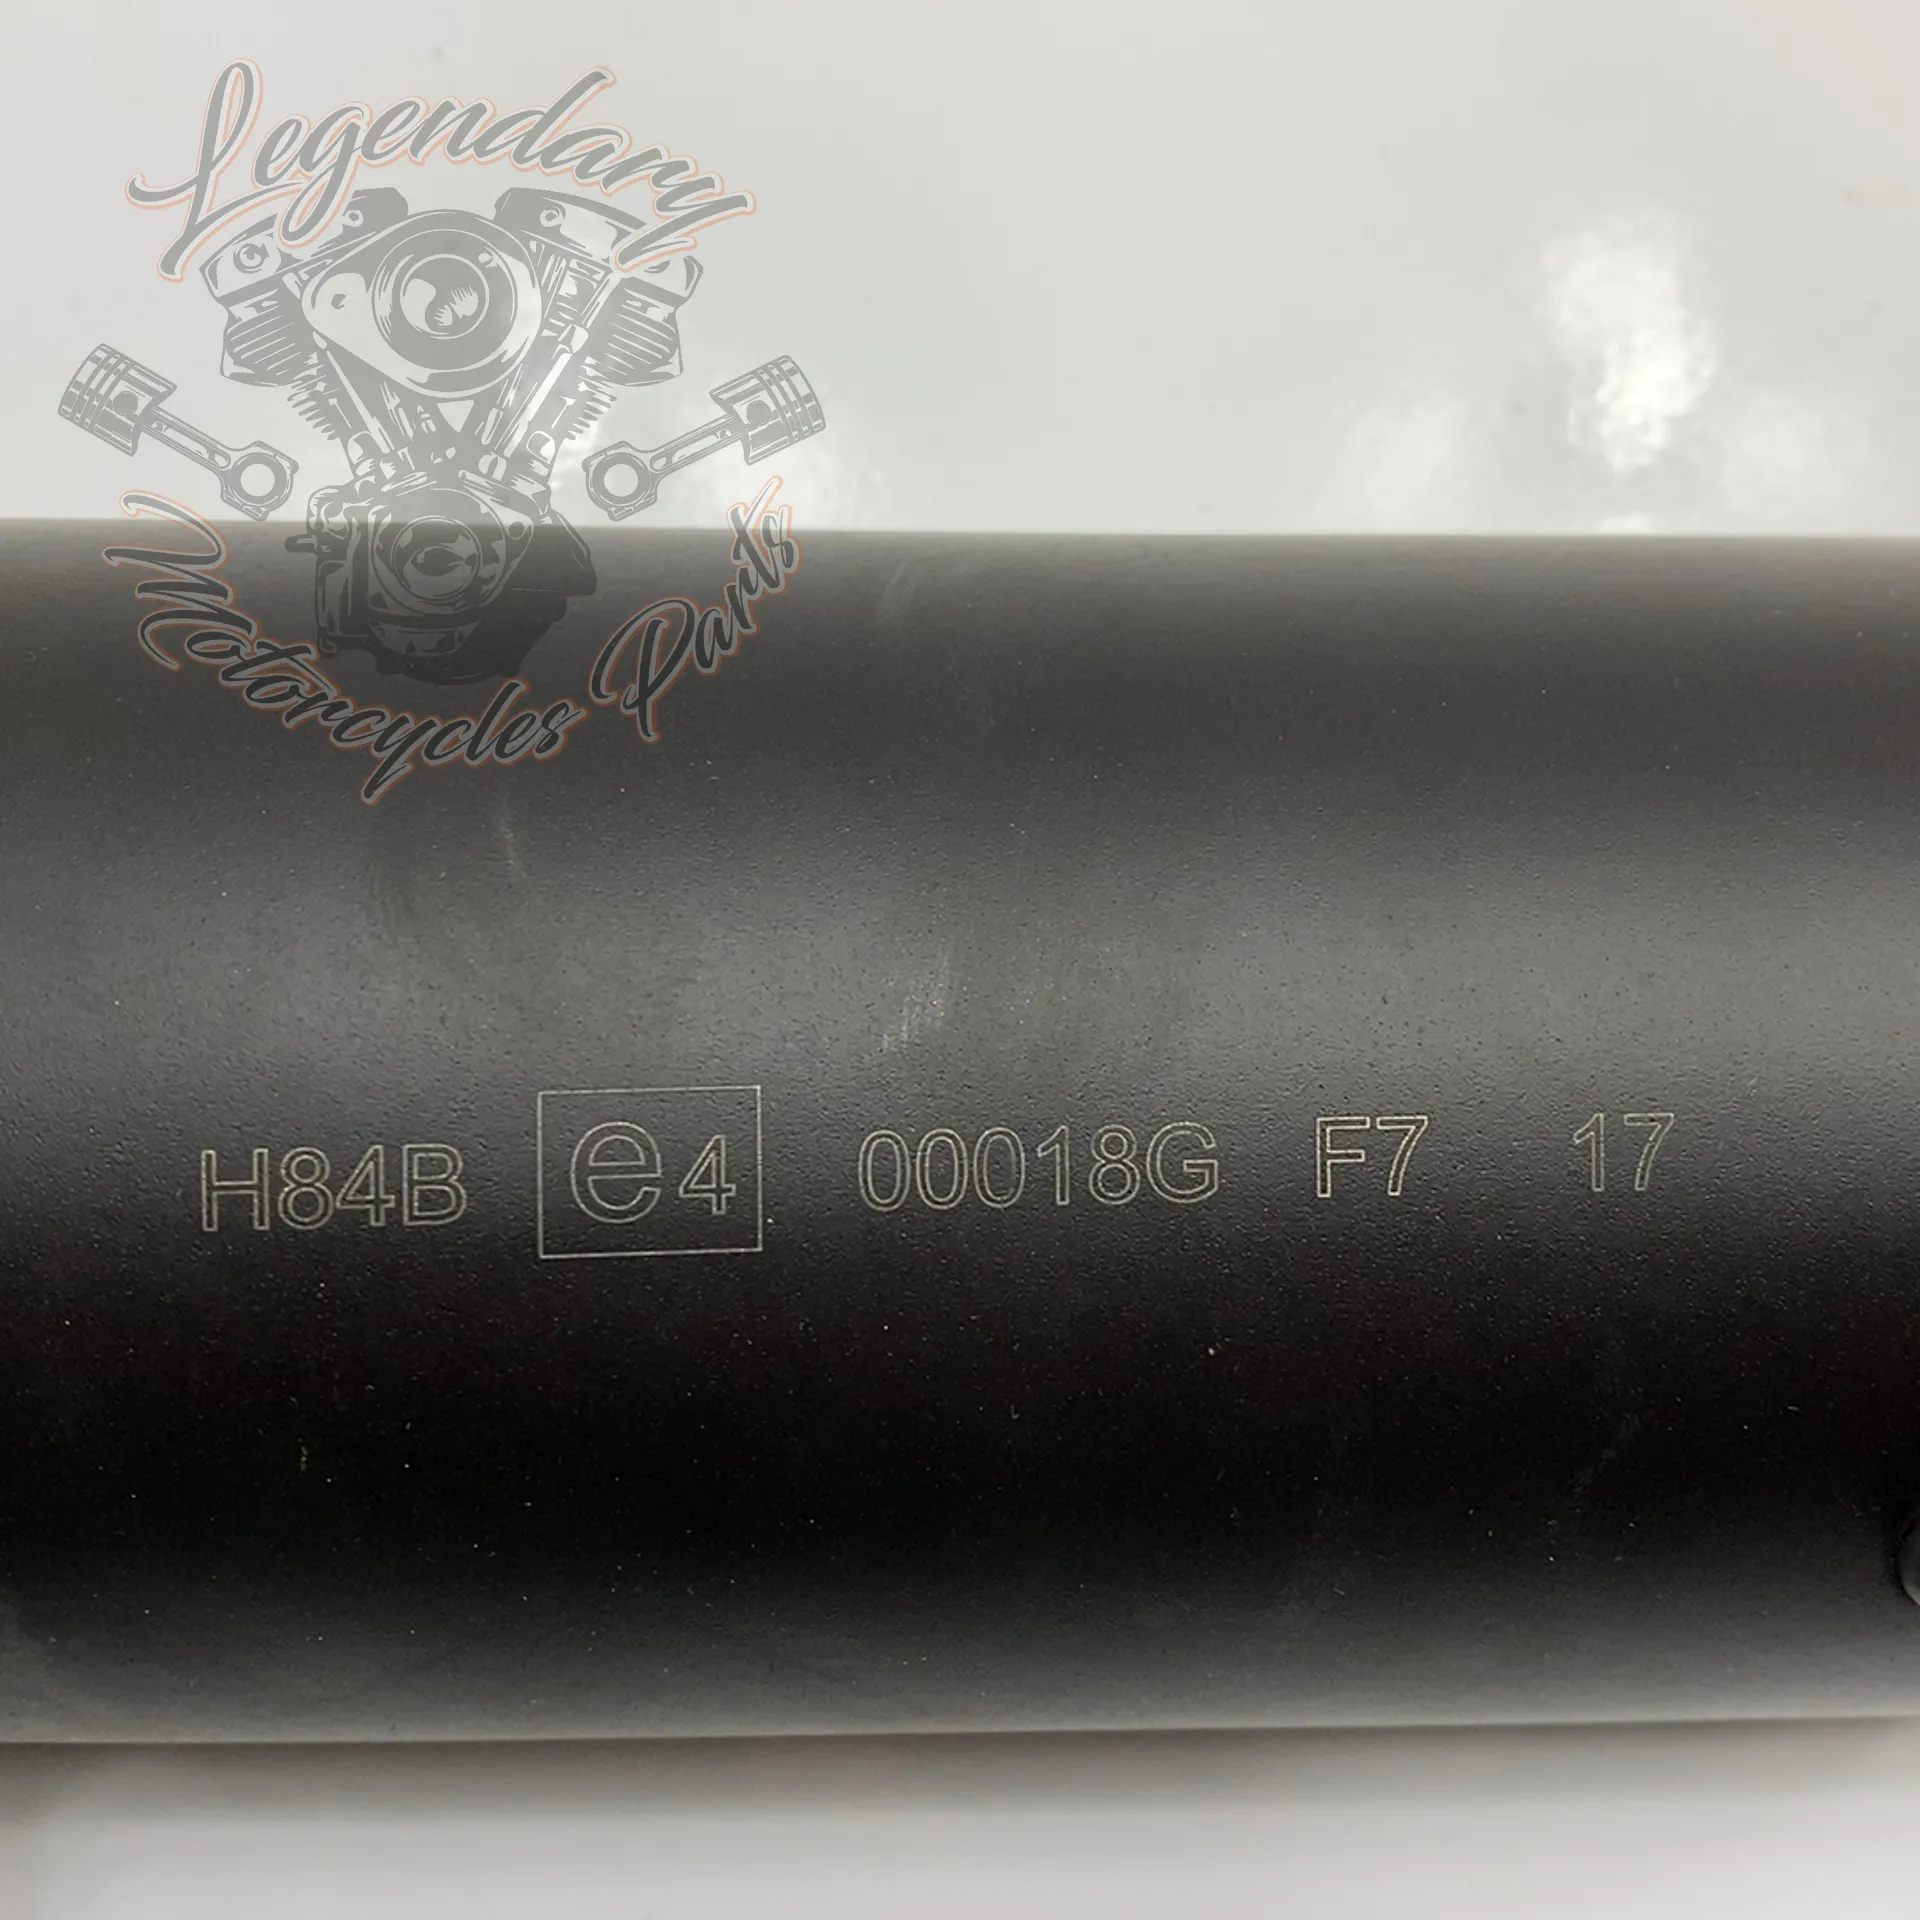 Legendary
Motorcycles Parts
H84B e4 00018G F7 17